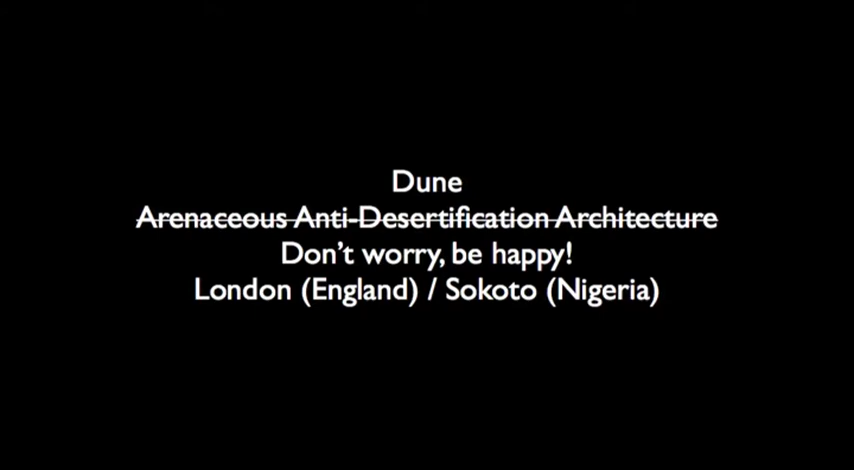 Dune
Arenaceous Anti-Desertification Architecture
Don't worry, be happy!
London (England) / Sokoto (Nigeria)